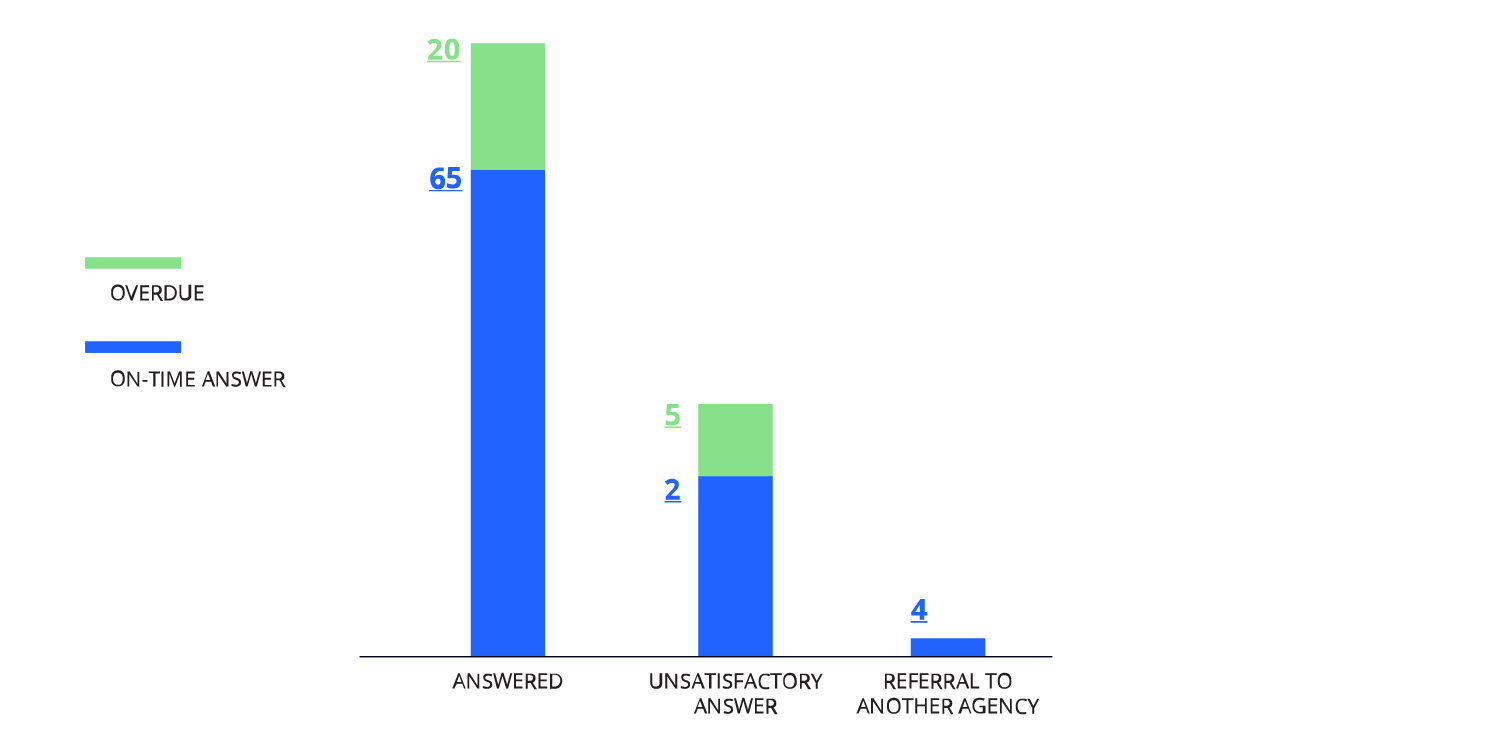 20
65
OVERDUE
ON-TIME ANSWER
5
2
4
ANSWERED
UNSATISFACTORY
ANSWER
REFERRAL TO
ANOTHER AGENCY